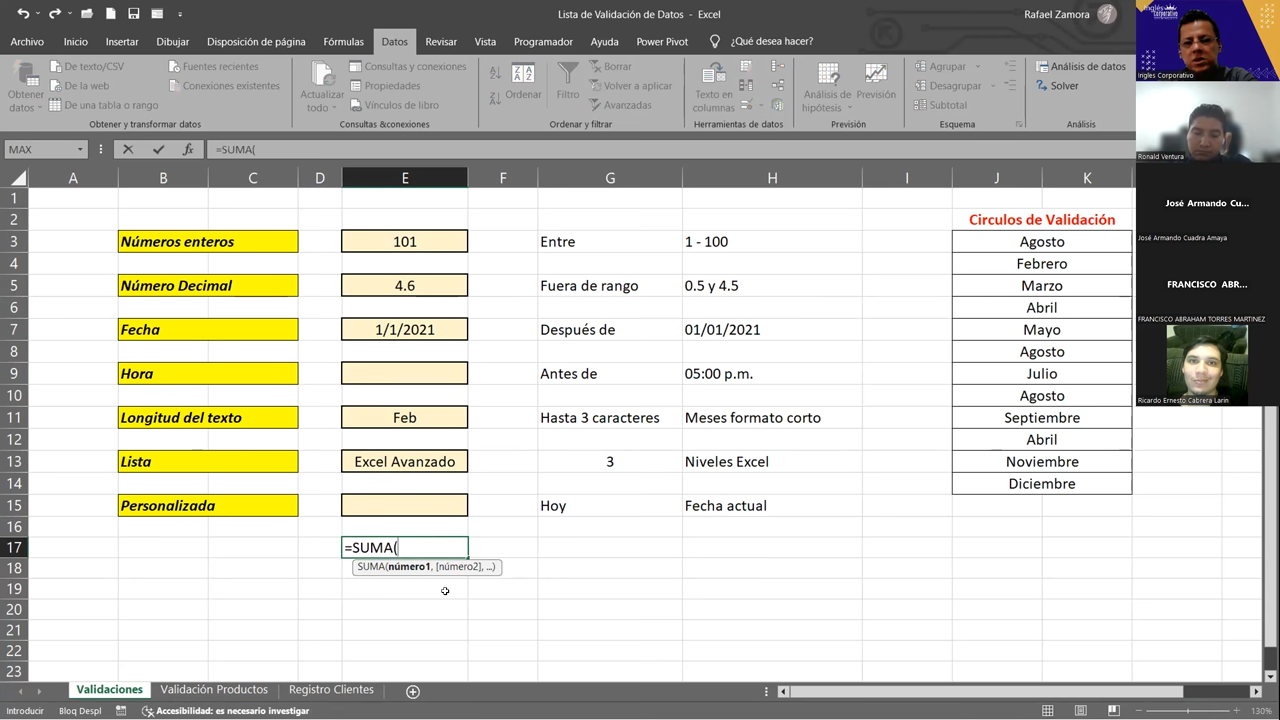 Lista de Validación de Datos - Excel
Rafael Zamora
Archivo Inicio Insertar Dibujar Disposición de página Fórmulas Datos Revisar Vista Programador Ayuda Power Pivot ¿Qué desea hacer?
Obtener datos
De texto/CSV
De la web
De una tabla o rango
Fuentes recientes
Conexiones existentes
Obtener y transformar datos
Actualizar todo
Consultas y conexiones
Propiedades
Vínculos de libro
Consultas & conexiones
Ordenar
Filtro
Borrar
Volver a aplicar
Avanzadas
Ordenar y filtrar
Texto en columnas
Herramientas de datos
Análisis de hipótesis
Previsión
Previsión
Agrupar
Desagrupar
Subtotal
Esquema
Análisis de datos
Solver
Análisis
MAX
fx
=SUMA(
A B C D E F G H I J K
1
2 Circulos de Validación
3 Números enteros 101 Entre 1 - 100 Agosto
4 Febrero
5 Número Decimal 4.6 Fuera de rango 0.5 y 4.5 Marzo
6 Abril
7 Fecha 1/1/2021 Después de 01/01/2021 Mayo
8 Agosto
9 Hora Antes de 05:00 p.m. Julio
10 Agosto
11 Longitud del texto Feb Hasta 3 caracteres Meses formato corto Septiembre
12 Abril
13 Lista Excel Avanzado 3 Niveles Excel Noviembre
14 Diciembre
15 Personalizada Hoy Fecha actual
16
17 =SUMA(
18 SUMA(número1, [número2], ...)
19
20
21
22
23
Validaciones Validación Productos Registro Clientes
Introducir Bloq Despl Accesibilidad: es necesario investigar
130%
Inglés corporativo
Ingles Corporativo
Ronald Ventura
José Armando Cu...
José Armando Cuadra Amaya
FRANCISCO ABR...
FRANCISCO ABRAHAM TORRES MARTINEZ
Ricardo Ernesto Cabrera Larin